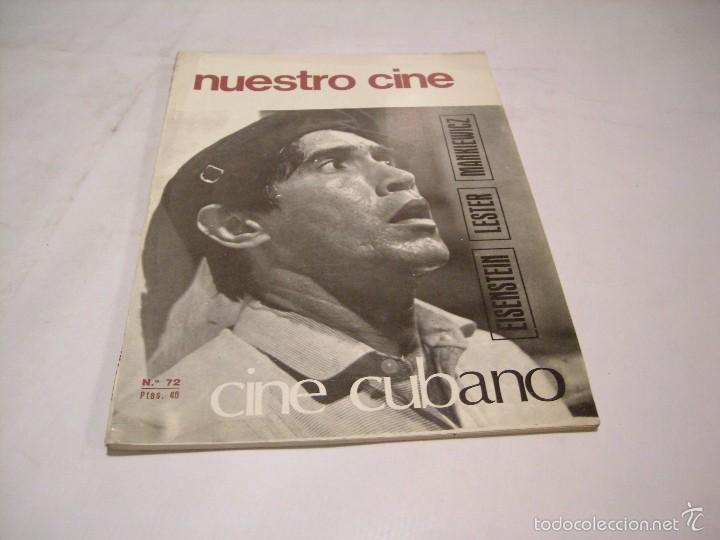 nuestro cine
MANKIEWICZ
LESTER
EISENSTEIN
N.º 72
Ptas. 40
cine cubano
todocoleccion.net